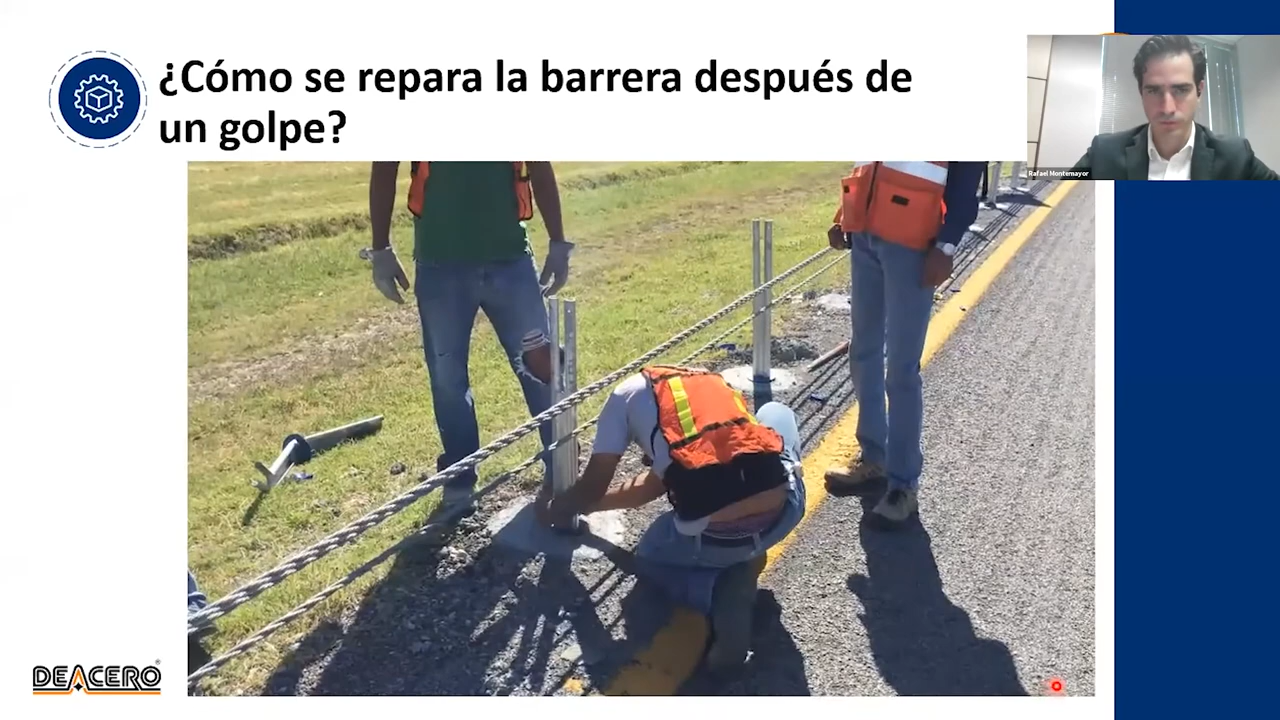 ¿Cómo se repara la barrera después de
un golpe?
Rafael Montemayor
DEACERO®